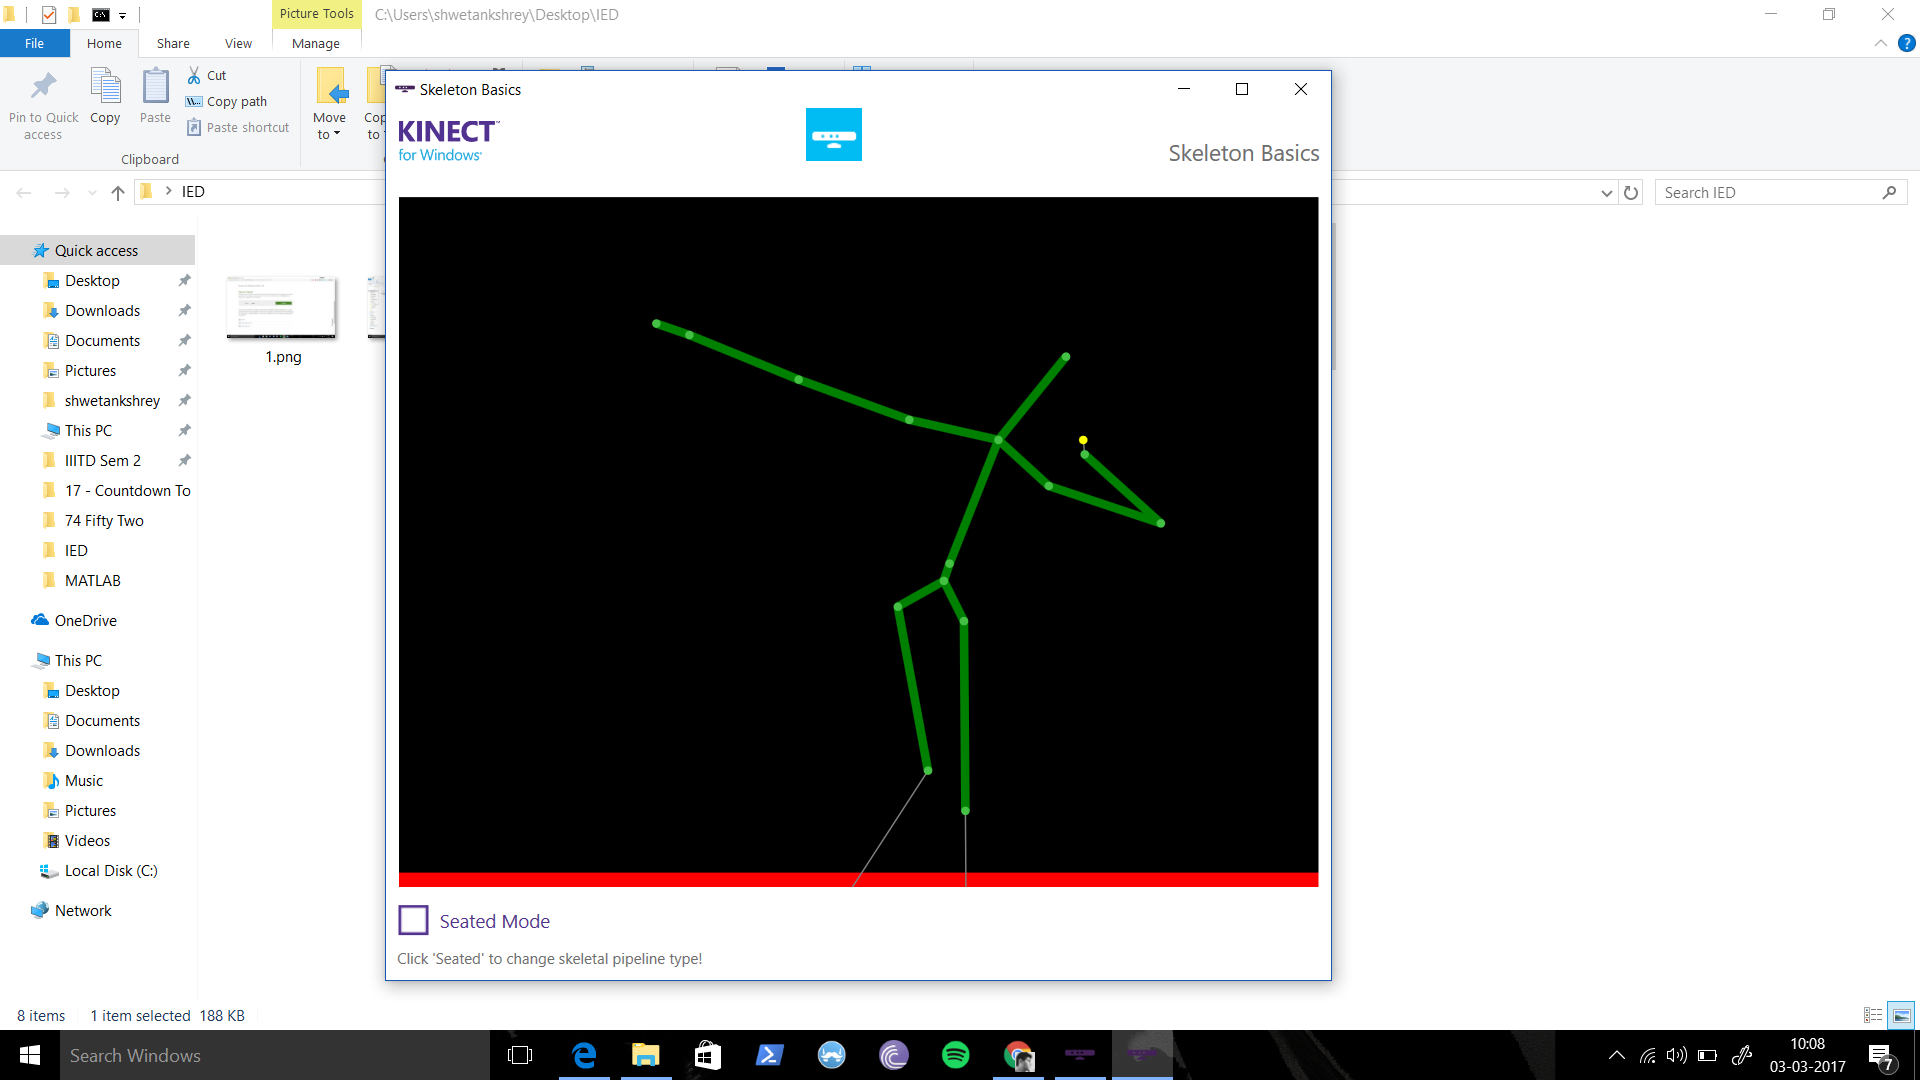 Picture Tools
C:\Users\shwetankshrey\Desktop\IED
File
Home
Share
View
Manage
Pin to Quick
access
Copy
Paste
Cut
Copy path
Paste shortcut
Move
to
Clipboard
IED
Search IED
Quick access
Desktop
Downloads
Documents
Pictures
shwetankshrey
This PC
IIITD Sem 2
17 - Countdown To
74 Fifty Two
IED
MATLAB
OneDrive
This PC
Desktop
Documents
Downloads
Music
Pictures
Videos
Local Disk (C:)
Network
1.png
Skeleton Basics
KINECT™
for Windows®
Skeleton Basics
Seated Mode
Click 'Seated' to change skeletal pipeline type!
8 items
1 item selected 188 KB
Search Windows
10:08
03-03-2017
7